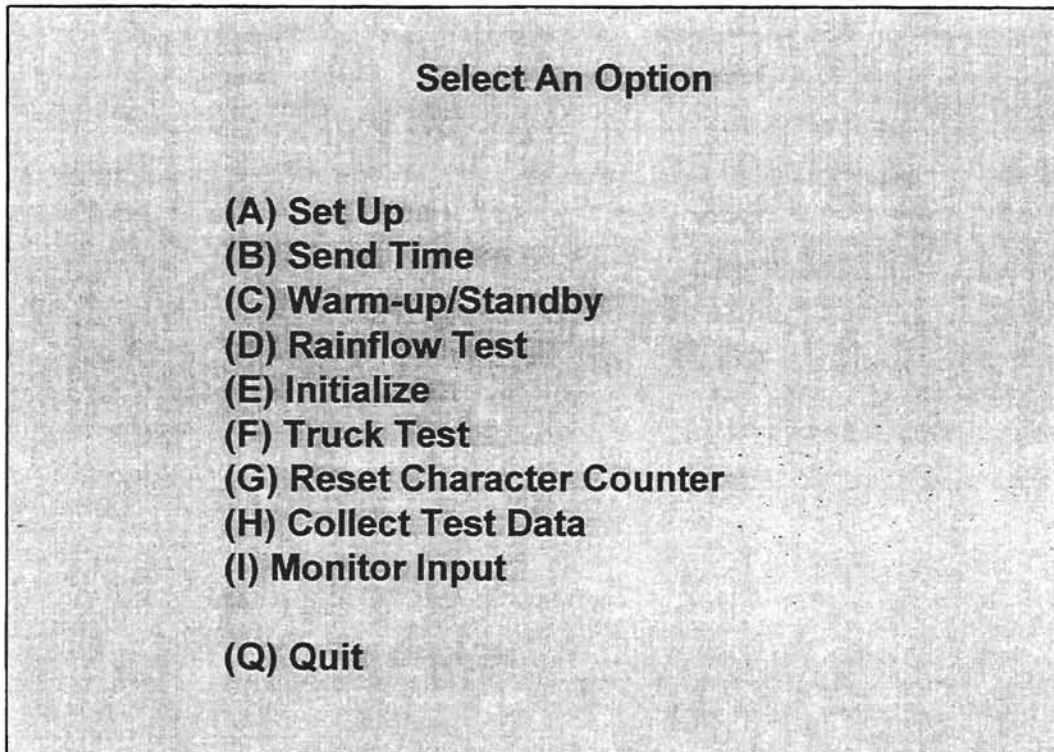 Select An Option
(A) Set Up
(B) Send Time
(C) Warm-up/Standby
(D) Rainflow Test
(E) Initialize
(F) Truck Test
(G) Reset Character Counter
(H) Collect Test Data
(I) Monitor Input
(Q) Quit